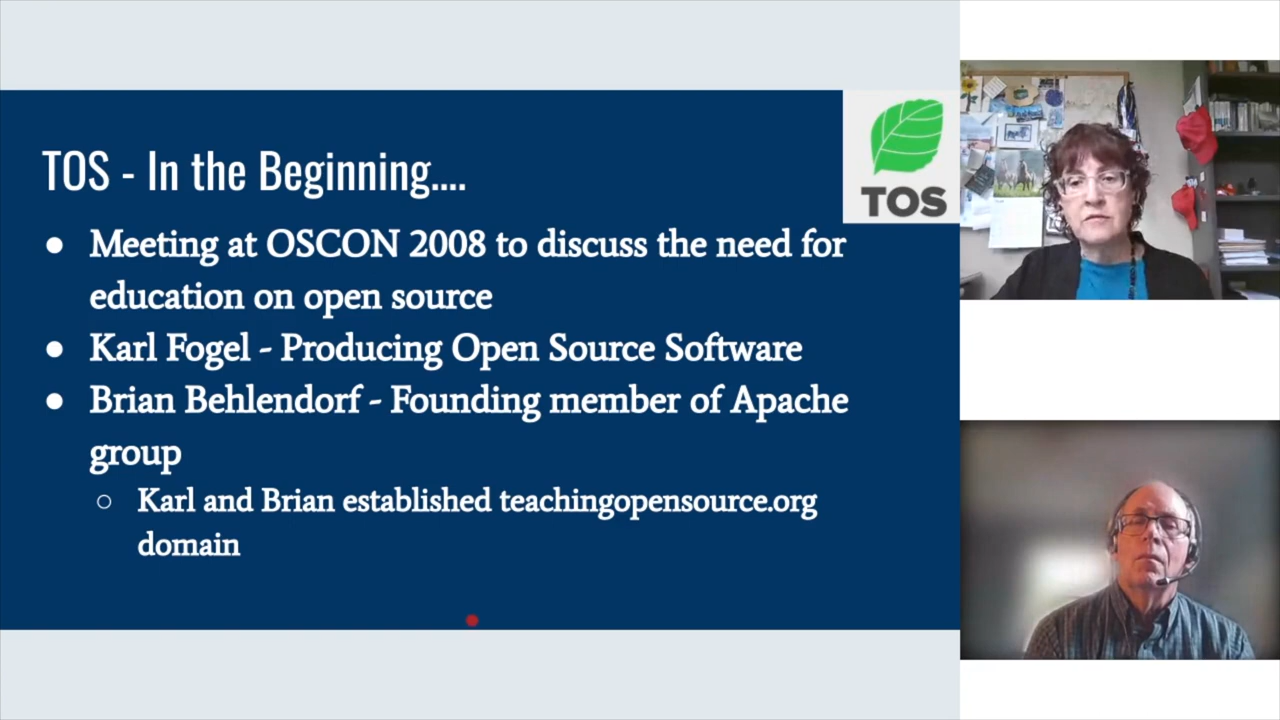 TOS - In the Beginning....
TOS
● Meeting at OSCON 2008 to discuss the need for
education on open source
● Karl Fogel - Producing Open Source Software
● Brian Behlendorf - Founding member of Apache
group
○ Karl and Brian established teachingopensource.org
domain